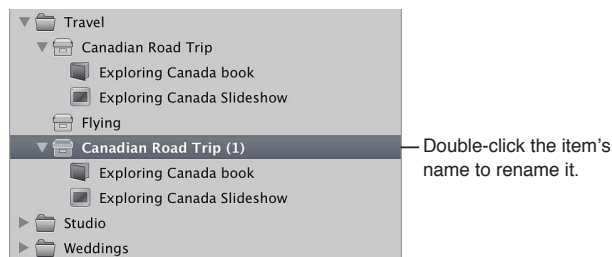 Travel
Canadian Road Trip
Exploring Canada book
Exploring Canada Slideshow
Flying
Canadian Road Trip (1)
Exploring Canada book
Exploring Canada Slideshow
Studio
Weddings
Double-click the item's
name to rename it.